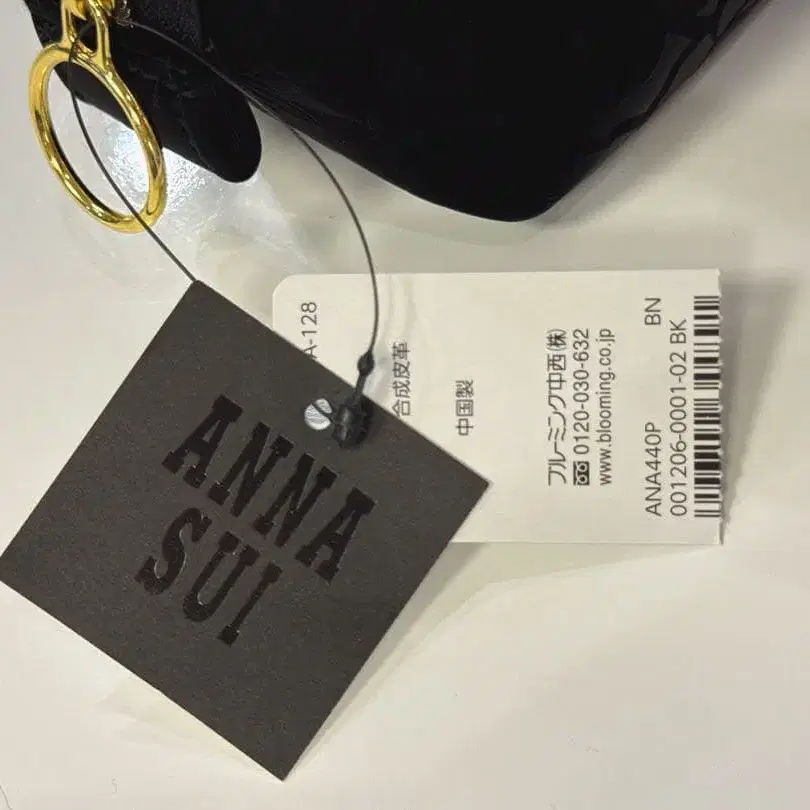 ANNA
SUI
A-128
合成皮革
中国製
ブルーミング中西(株)
0120-030-632
www.blooming.co.jp
ANA440P BN
001206-0001-02 BK